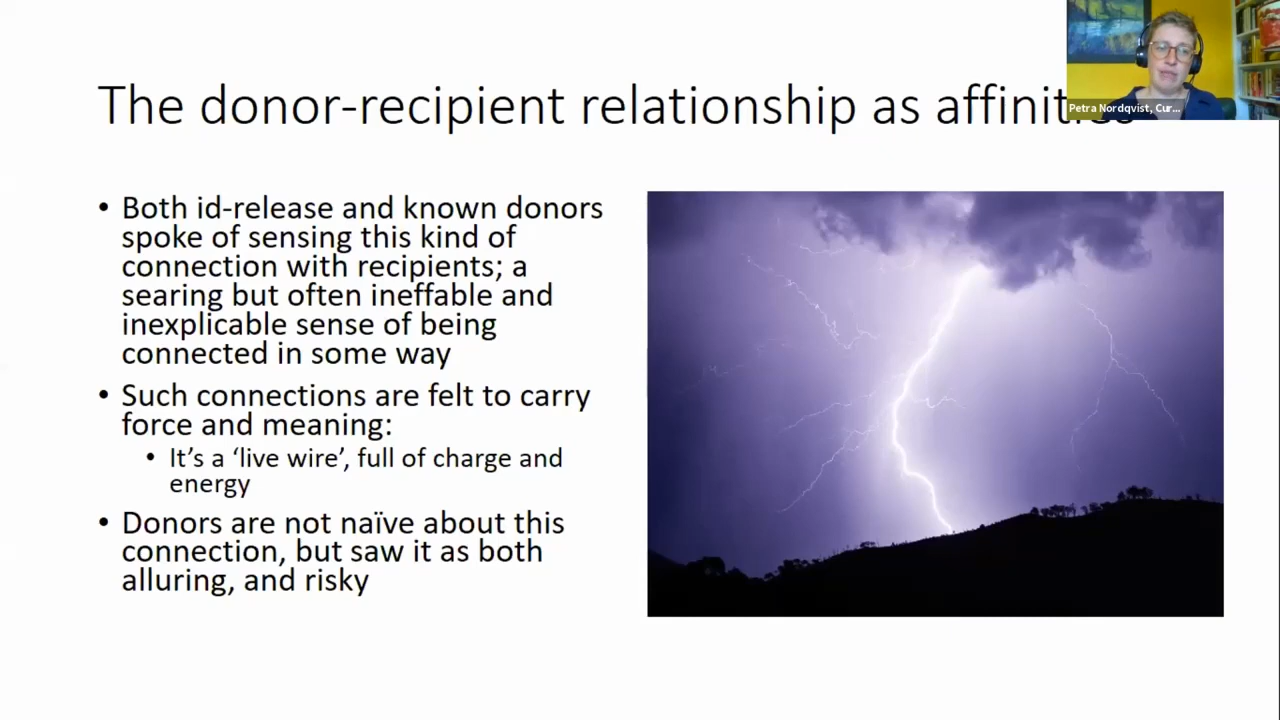 The donor-recipient relationship as affinities
Petra Nordqvist, Cur...
• Both id-release and known donors
spoke of sensing this kind of
connection with recipients; a
searing but often ineffable and
inexplicable sense of being
connected in some way
• Such connections are felt to carry
force and meaning:
• It’s a ‘live wire’, full of charge and
energy
• Donors are not naïve about this
connection, but saw it as both
alluring, and risky